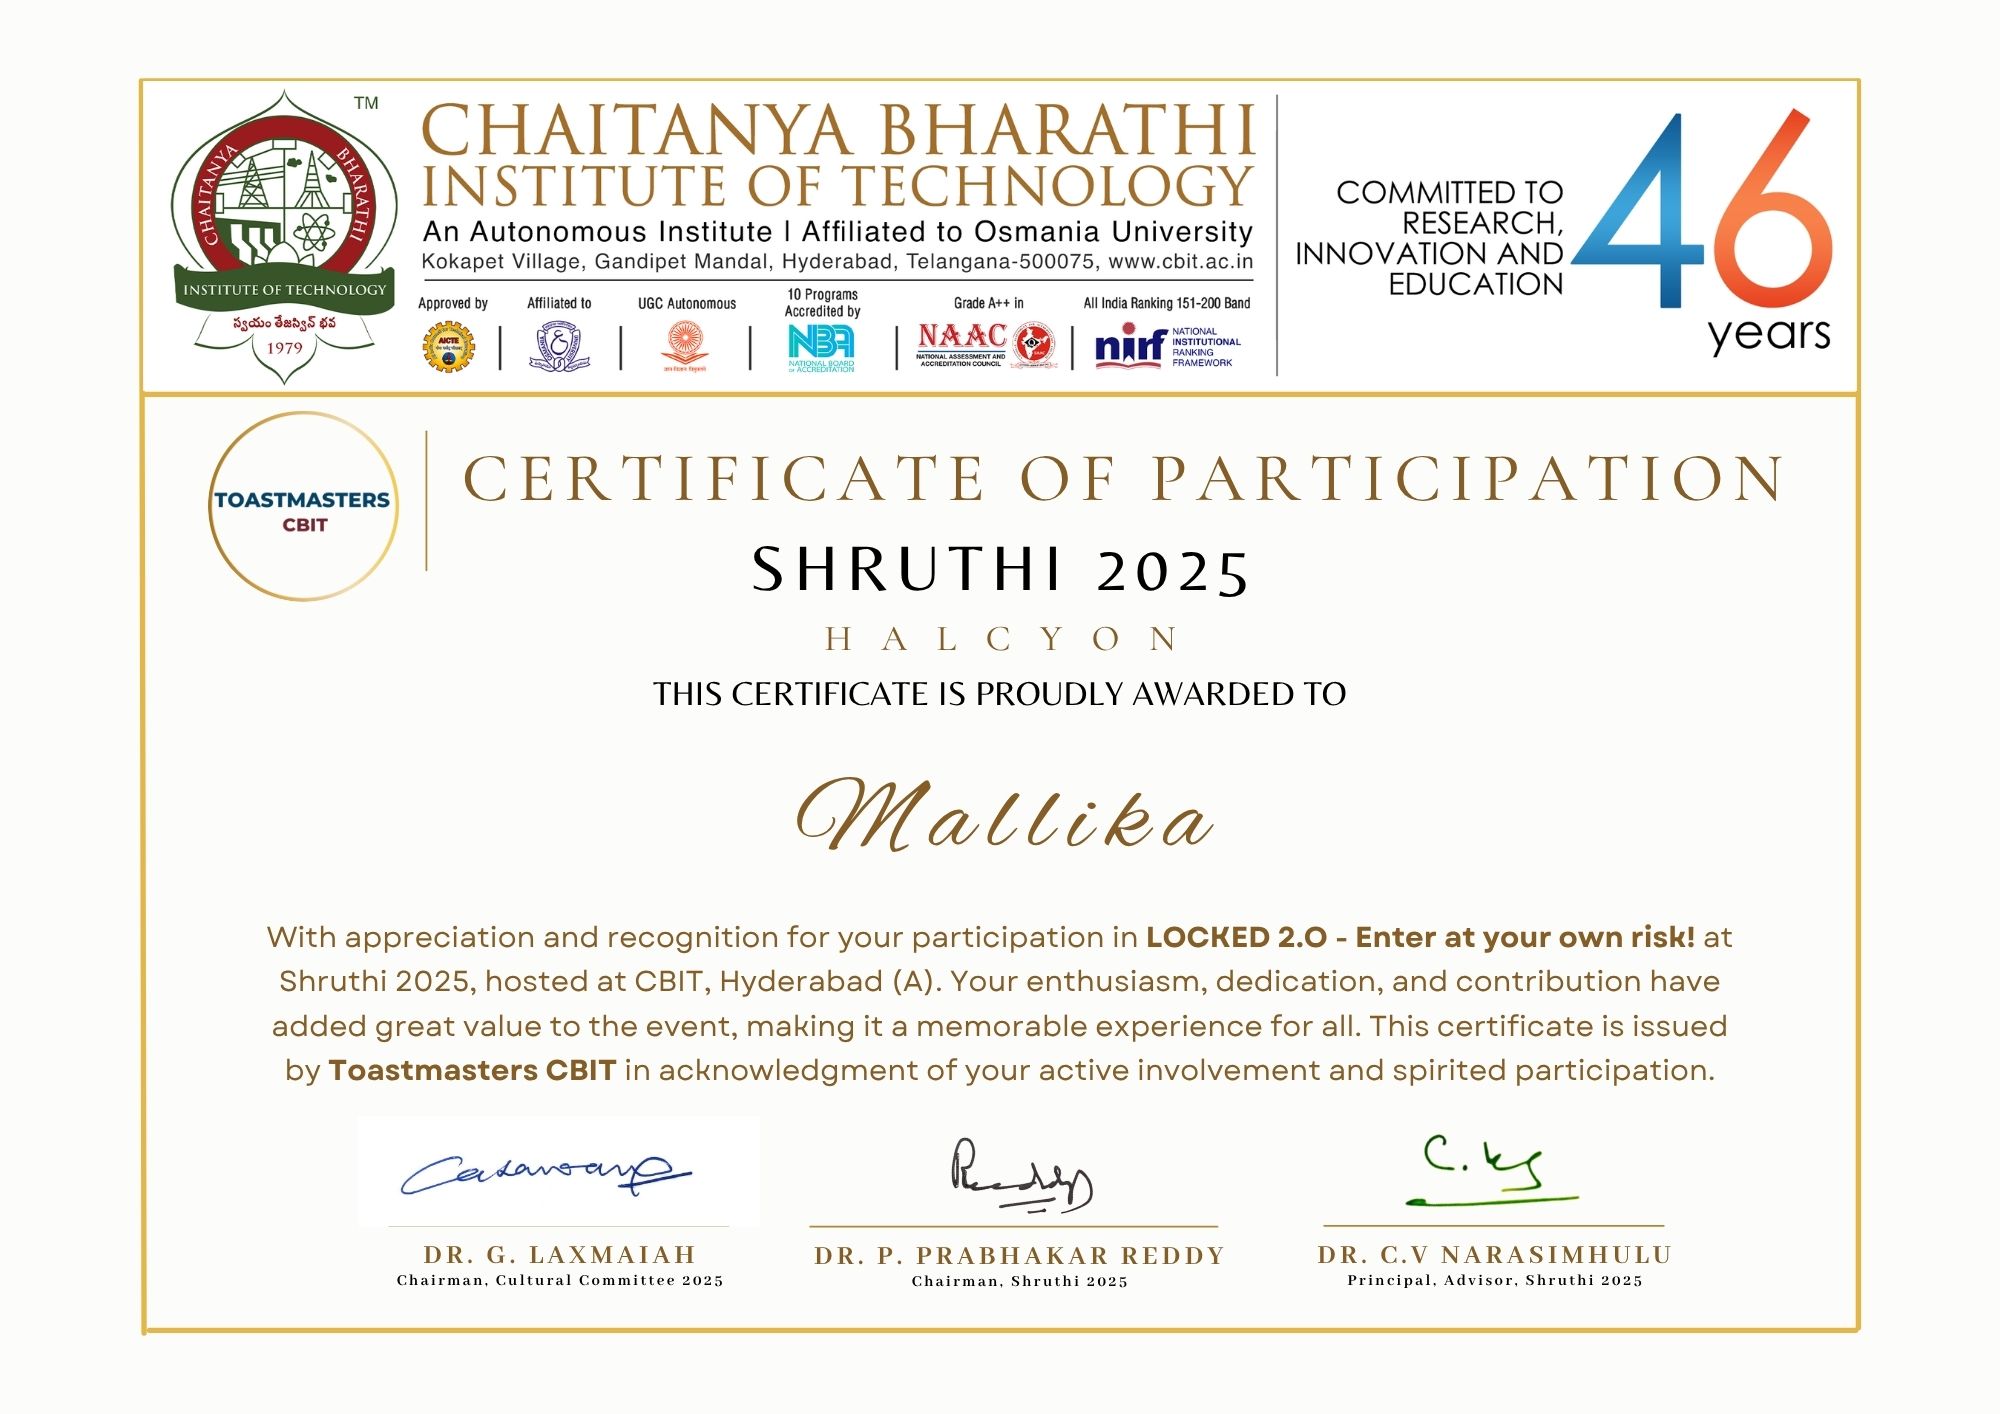 TM
CHAITANYA BHARATHI
INSTITUTE OF TECHNOLOGY
స్వయం తేజస్విన్ భవ
1979
CHAITANYA BHARATHI
INSTITUTE OF TECHNOLOGY
An Autonomous Institute | Affiliated to Osmania University
Kokapet Village, Gandipet Mandal, Hyderabad, Telangana-500075, www.cbit.ac.in
Approved by
AICTE
Affiliated to
UGC Autonomous
10 Programs
Accredited by
NBA
NATIONAL BOARD
OF ACCREDITATION
Grade A++ in
NAAC
NATIONAL ASSESSMENT AND
ACCREDITATION COUNCIL
All India Ranking 151-200 Band
nirf
NATIONAL
INSTITUTIONAL
RANKING
FRAMEWORK
COMMITTED TO
RESEARCH,
INNOVATION AND
EDUCATION
46
years
TOASTMASTERS
CBIT
CERTIFICATE OF PARTICIPATION
SHRUTHI 2025
HALCYON
THIS CERTIFICATE IS PROUDLY AWARDED TO
Mallika
With appreciation and recognition for your participation in LOCKED 2.O - Enter at your own risk! at
Shruthi 2025, hosted at CBIT, Hyderabad (A). Your enthusiasm, dedication, and contribution have
added great value to the event, making it a memorable experience for all. This certificate is issued
by Toastmasters CBIT in acknowledgment of your active involvement and spirited participation.
Reddy
DR. G. LAXMAIAH
Chairman, Cultural Committee 2025
DR. P. PRABHAKAR REDDY
Chairman, Shruthi 2025
DR. C.V NARASIMHULU
Principal, Advisor, Shruthi 2025